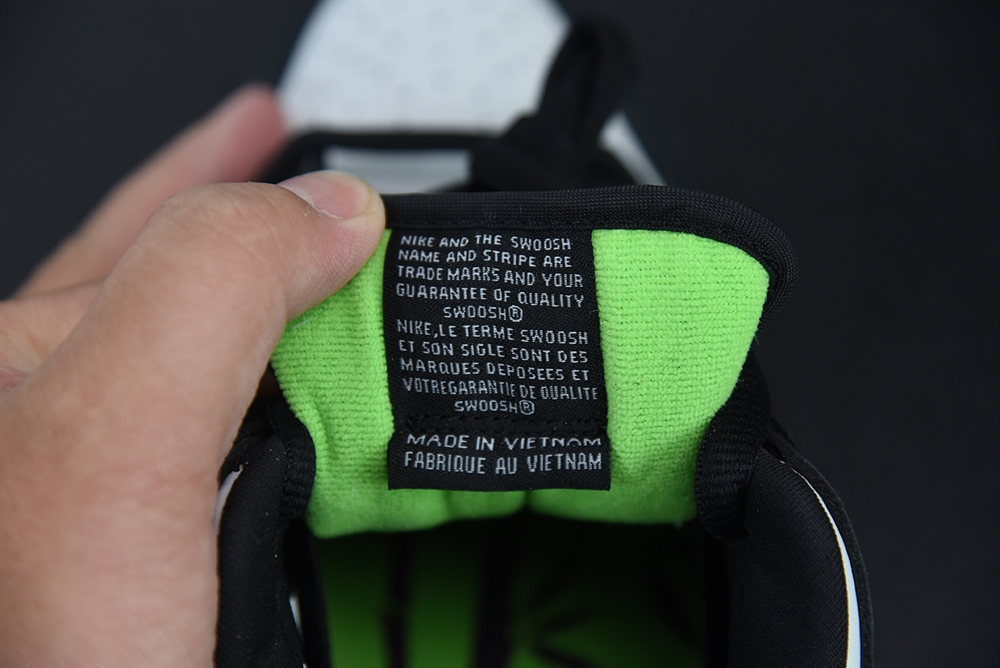 NIKE AND THE SWOOSH
NAME AND STRIPE ARE
TRADE MARKS AND YOUR
GUARANTEE OF QUALITY
SWOOSH®
NIKE,LE TERME SWOOSH
ET SON SIGLE SONT DES
MARQUES DEPOSEES ET
VOTREGARANTIE DE QUALITE
SWOOSH®
MADE IN VIETNAM
FABRIQUE AU VIETNAM